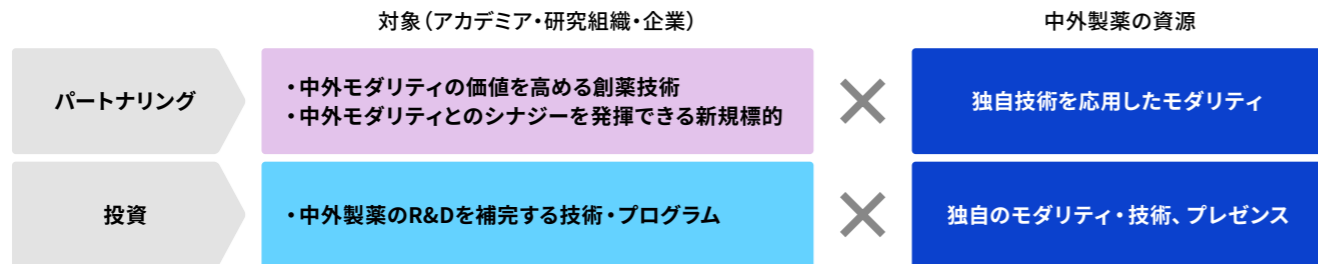 対象（アカデミア・研究組織・企業）
中外製薬の資源
パートナリング
・中外モダリティの価値を高める創薬技術
・中外モダリティとのシナジーを発揮できる新規標的
独自技術を応用したモダリティ
投資
・中外製薬のR&Dを補完する技術・プログラム
独自のモダリティ・技術、プレゼンス